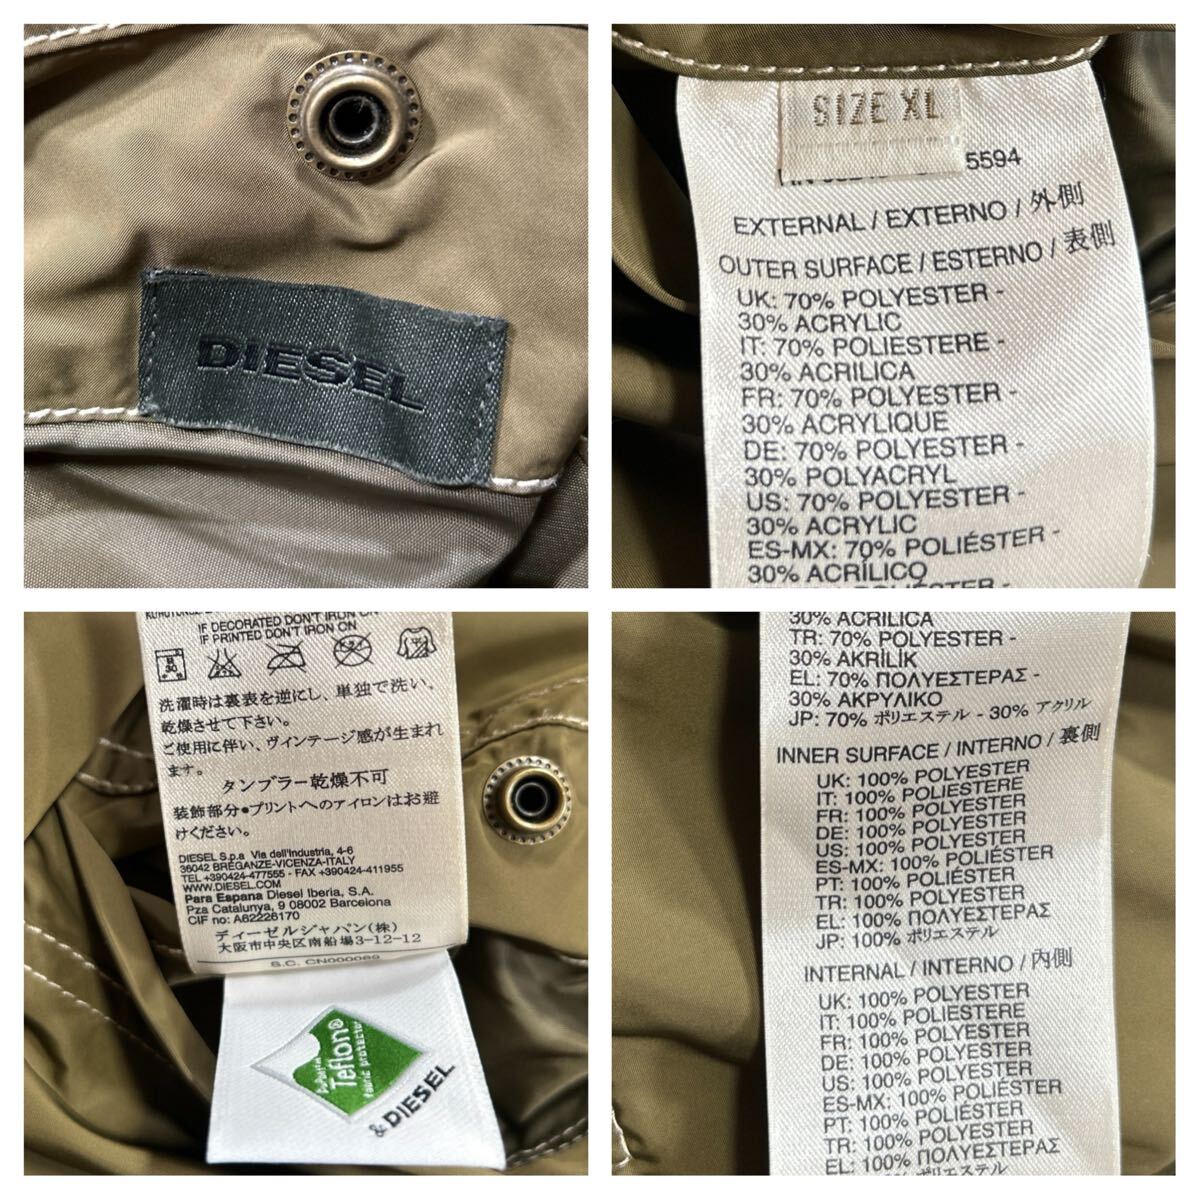 DIESEL
SIZE XL
5594
EXTERNAL / EXTERNO / 外側
OUTER SURFACE / ESTERNO / 表側
UK: 70% POLYESTER -
30% ACRYLIC
IT: 70% POLIESTERE -
30% ACRILICA
FR: 70% POLYESTER -
30% ACRYLIQUE
DE: 70% POLYESTER -
30% POLYACRYL
US: 70% POLYESTER -
30% ACRYLIC
ES-MX: 70% POLIÉSTER -
30% ACRÍLICO
IF DECORATED DON'T IRON ON
IF PRINTED DON'T IRON ON
洗濯時は裏表を逆にし、単独で洗い、
乾燥させて下さい。
ご使用に伴い、ヴィンテージ感が生まれ
ます。
タンブラー乾燥不可
装飾部分・プリントへのアイロンはお避
けください。
DIESEL S.p.a Via dell'Industria, 4-6
36042 BREGANZE-VICENZA-ITALY
TEL +390424-477555 - FAX +390424-411955
WWW.DIESEL.COM
Para Espana Diesel Iberia, S.A.
Pza Catalunya, 9 08002 Barcelona
CIF no: A62226170
ディーゼルジャパン(株)
大阪市中央区南船場3-12-12
S.C. CN000069
Teflon®
fabric protector
& DIESEL
30% ACRÍLICA
TR: 70% POLYESTER -
30% AKRİLİK
EL: 70% ΠΟΛΥΕΣΤΕΡΑΣ -
30% ΑΚΡΥΛΙΚΟ
JP: 70% ポリエステル - 30% アクリル
INNER SURFACE / INTERNO / 裏側
UK: 100% POLYESTER
IT: 100% POLIESTERE
FR: 100% POLYESTER
DE: 100% POLYESTER
US: 100% POLYESTER
ES-MX: 100% POLIÉSTER
PT: 100% POLIÉSTER
TR: 100% POLYESTER
EL: 100% ΠΟΛΥΕΣΤΕΡΑΣ
JP: 100% ポリエステル
INTERNAL / INTERNO / 内側
UK: 100% POLYESTER
IT: 100% POLIESTERE
FR: 100% POLYESTER
DE: 100% POLYESTER
US: 100% POLYESTER
ES-MX: 100% POLIÉSTER
PT: 100% POLIÉSTER
TR: 100% POLYESTER
EL: 100% ΠΟΛΥΕΣΤΕΡΑΣ